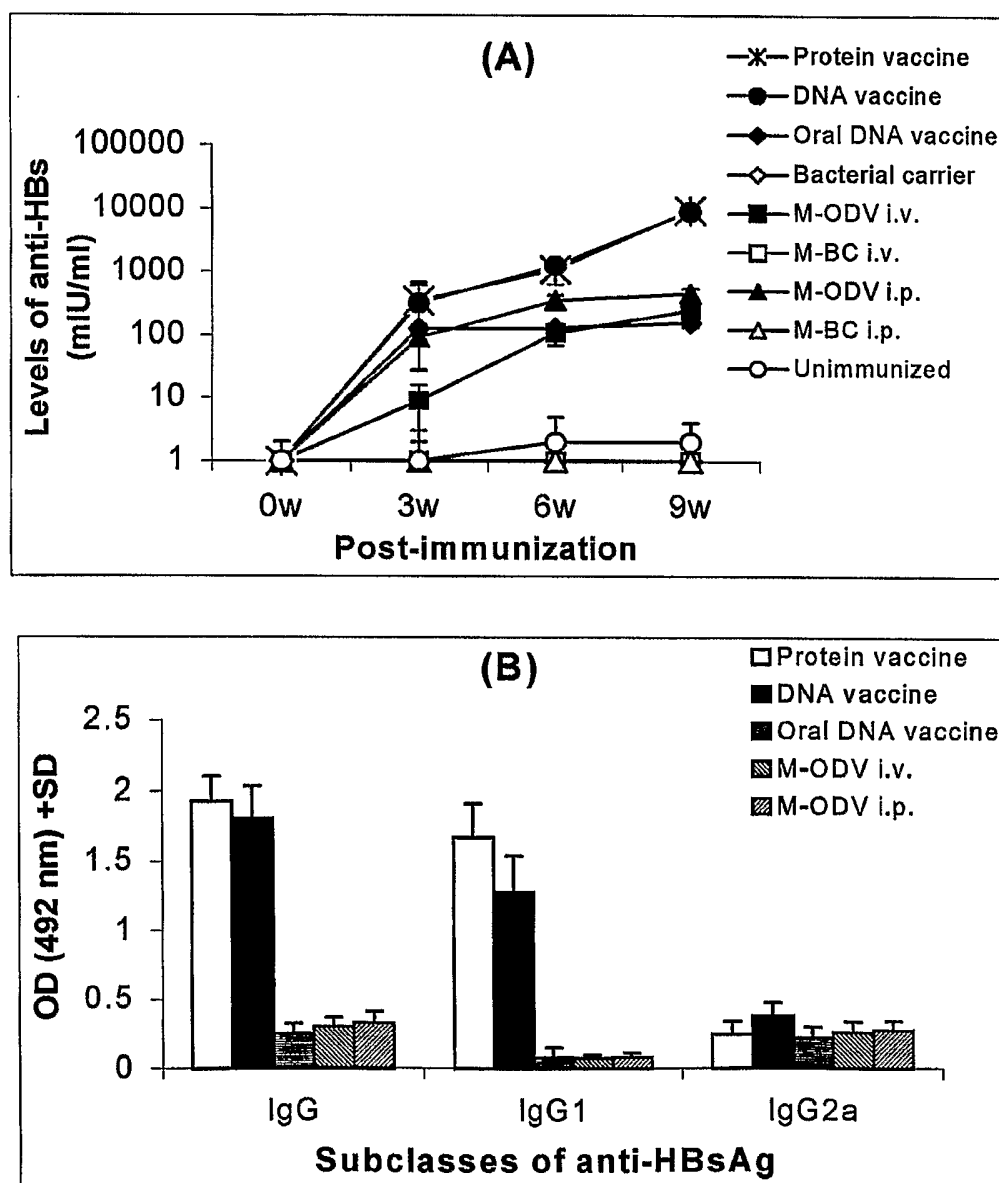 (A)
Protein vaccine
DNA vaccine
Oral DNA vaccine
Bacterial carrier
M-ODV i.v.
M-BC i.v.
M-ODV i.p.
M-BC i.p.
Unimmunized
Levels of anti-HBs
(mIU/ml)
100000
10000
1000
100
10
1
0w 3w 6w 9w
Post-immunization
(B)
Protein vaccine
DNA vaccine
Oral DNA vaccine
M-ODV i.v.
M-ODV i.p.
OD (492 nm) +SD
2.5
2
1.5
1
0.5
0
IgG IgG1 IgG2a
Subclasses of anti-HBsAg